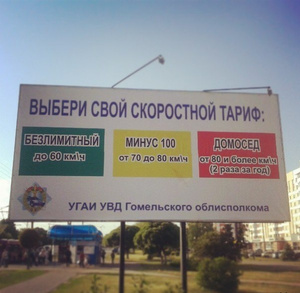 ВЫБЕРИ СВОЙ СКОРОСТНОЙ ТАРИФ:
БЕЗЛИМИТНЫЙ
до 60 км\ч
МИНУС 100
от 70 до 80 км\ч
ДОМОСЕД
от 80 и более км\ч
(2 раза за год)
УГАИ УВД Гомельского облисполкома